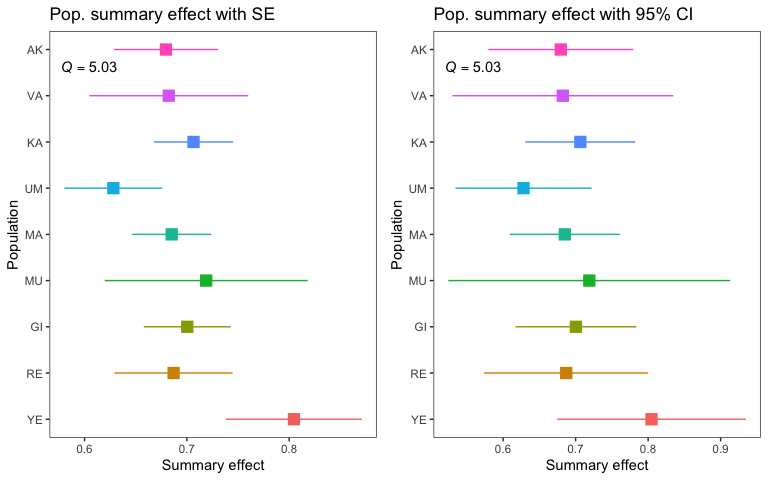 Pop. summary effect with SE
Population
AK
Q = 5.03
VA
KA
UM
MA
MU
GI
RE
YE
0.6 0.7 0.8
Summary effect
Pop. summary effect with 95% CI
Population
AK
Q = 5.03
VA
KA
UM
MA
MU
GI
RE
YE
0.6 0.7 0.8 0.9
Summary effect